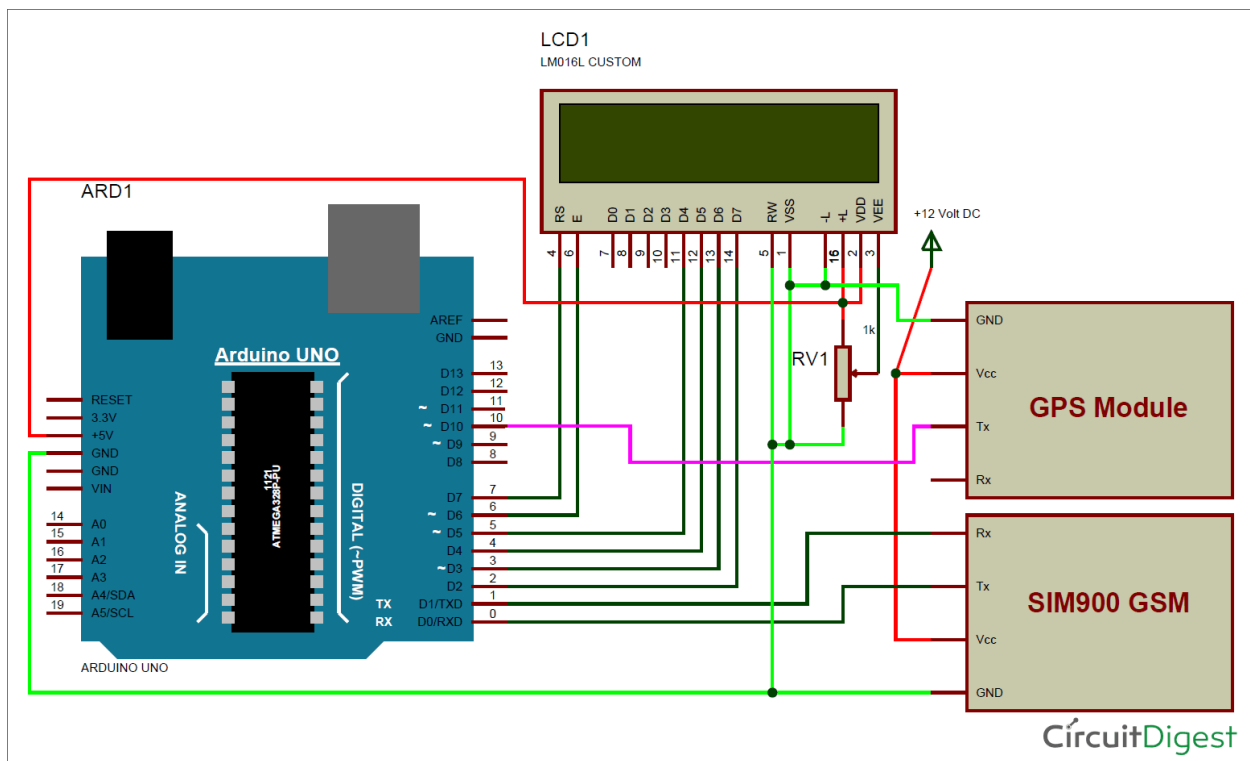 LCD1
LM016L CUSTOM
RS
E
D0
D1
D2
D3
D4
D5
D6
D7
RW
VSS
-L
+L
VDD
VEE
4
6
7
8
9
10
11
12
13
14
5
1
16
2
3
+12 Volt DC
ARD1
Arduino UNO
AREF
GND
D13 13
D12 12
~ D11 11
~ D10 10
~ D9 9
D8 8
D7 7
~ D6 6
~ D5 5
D4 4
~ D3 3
D2 2
TX D1/TXD 1
RX D0/RXD 0
RESET
3.3V
+5V
GND
GND
VIN
14 A0
15 A1
16 A2
17 A3
18 A4/SDA
19 A5/SCL
ANALOG IN
1121
ATMEGA328P-PU
DIGITAL (~PWM)
ARDUINO UNO
RV1
1k
GND
Vcc
Tx
Rx
GPS Module
Rx
Tx
Vcc
GND
SIM900 GSM
CircuitDigest